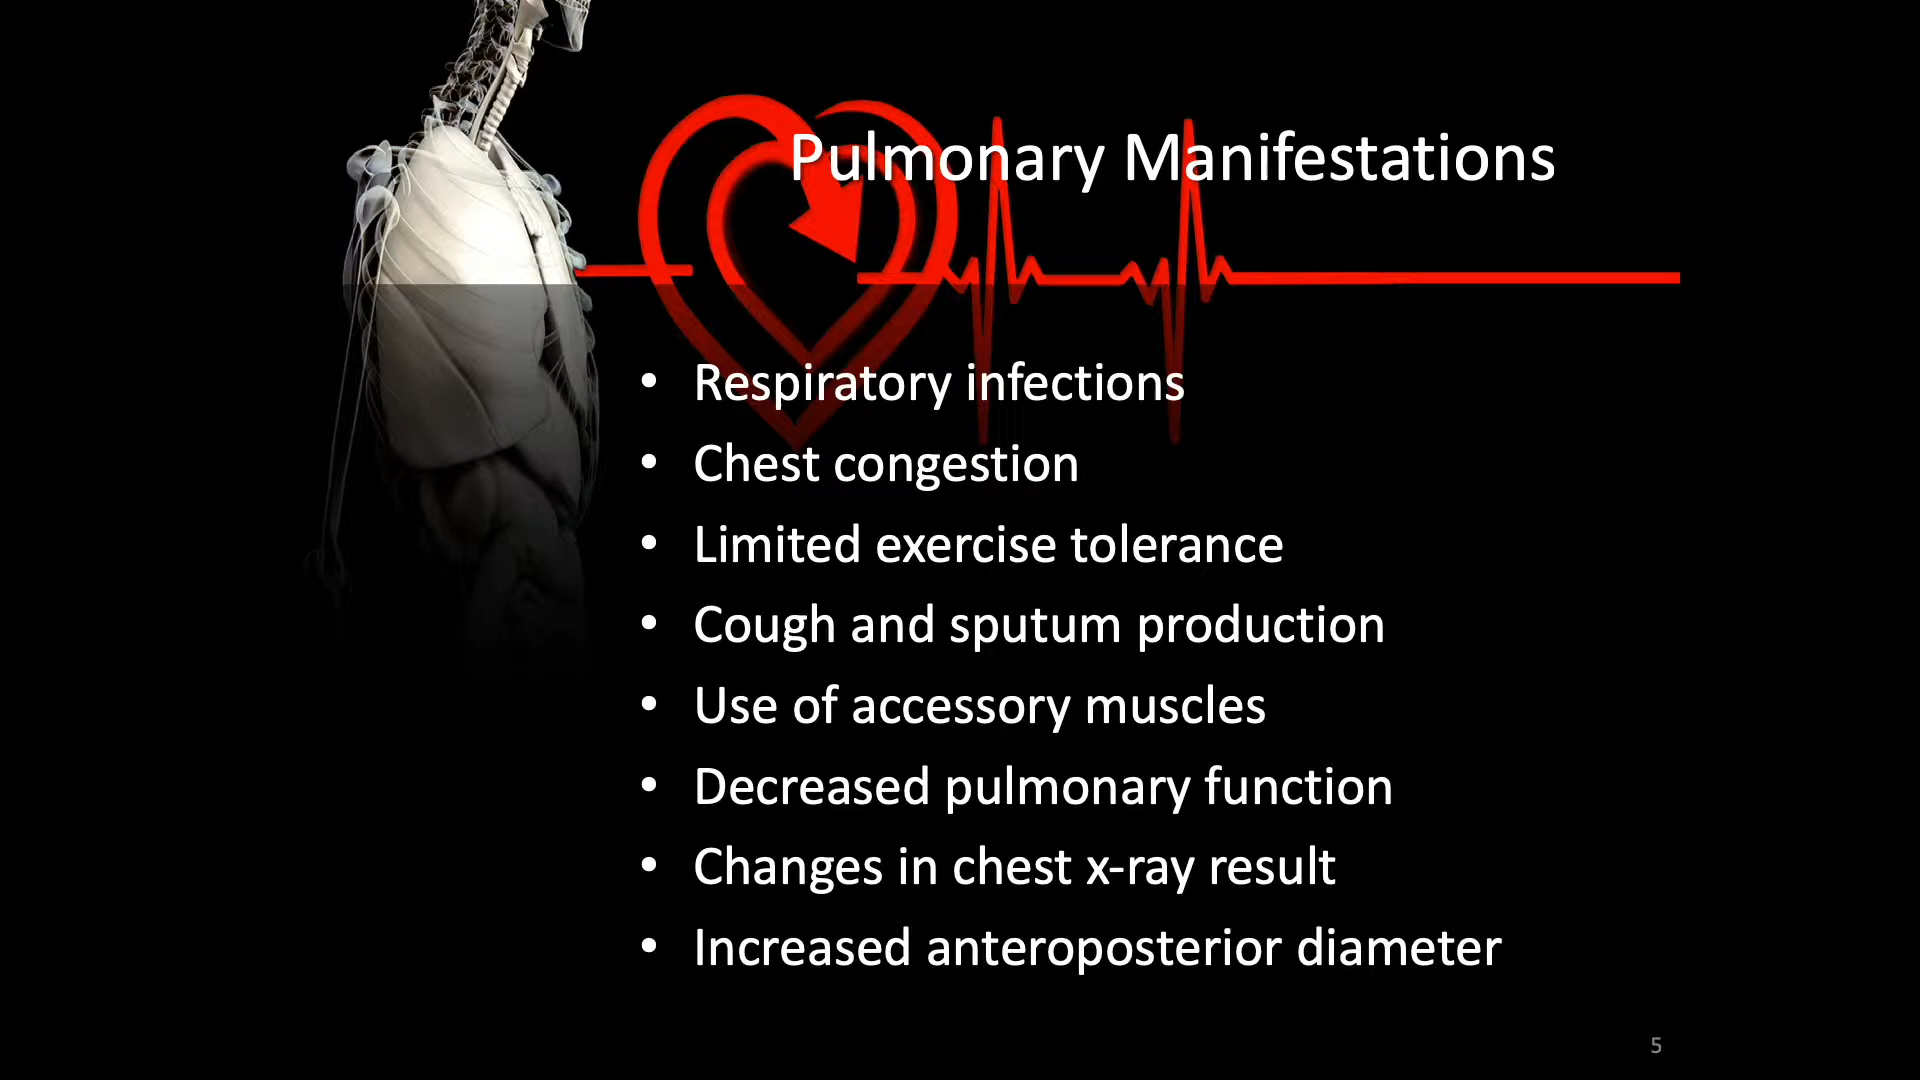 Pulmonary Manifestations
• Respiratory infections
• Chest congestion
• Limited exercise tolerance
• Cough and sputum production
• Use of accessory muscles
• Decreased pulmonary function
• Changes in chest x-ray result
• Increased anteroposterior diameter
5